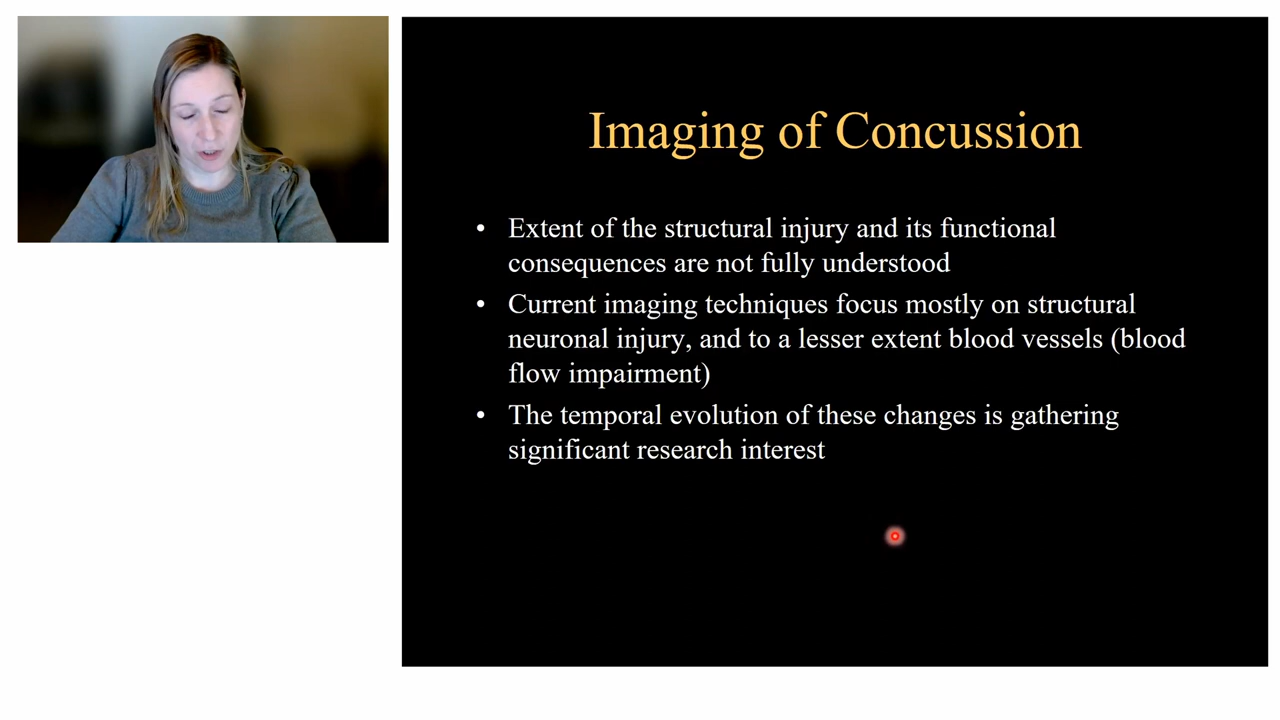 Imaging of Concussion
• Extent of the structural injury and its functional
consequences are not fully understood
• Current imaging techniques focus mostly on structural
neuronal injury, and to a lesser extent blood vessels (blood
flow impairment)
• The temporal evolution of these changes is gathering
significant research interest